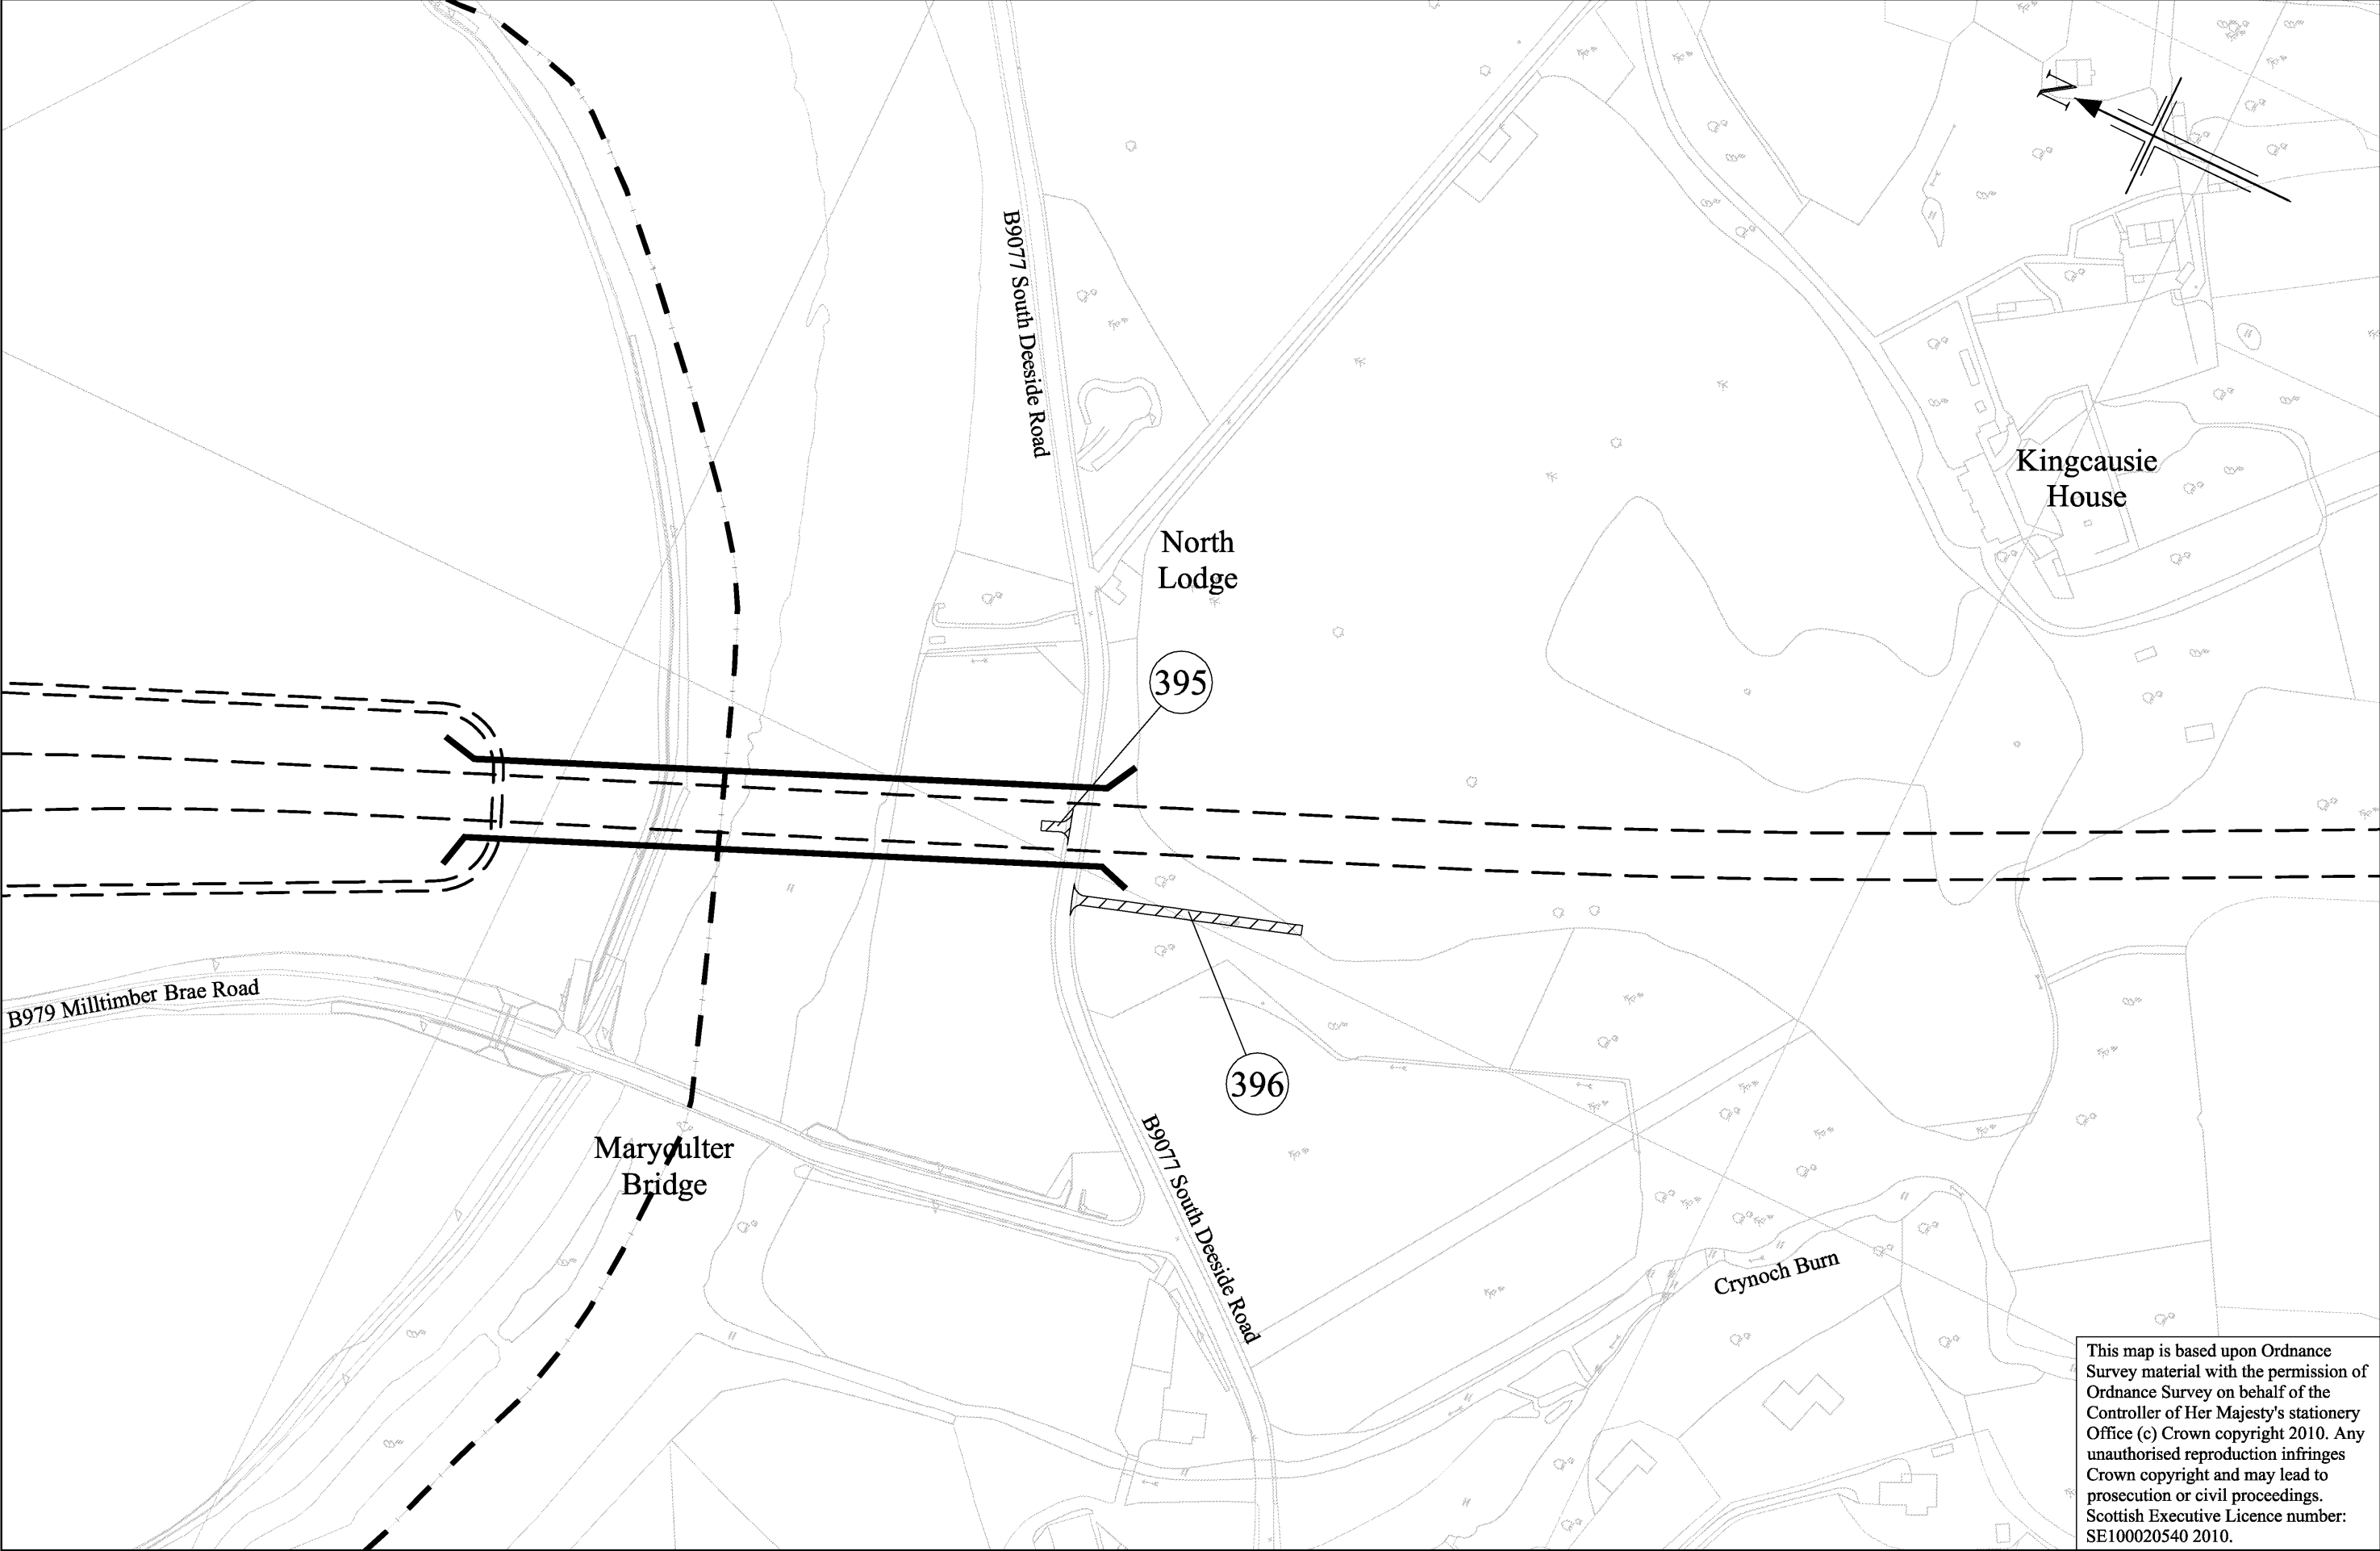 N
B9077 South Deeside Road
Kingcausie
House
North
Lodge
395
B979 Milltimber Brae Road
396
Maryculter
Bridge
B9077 South Deeside Road
Crynoch Burn
This map is based upon Ordnance
Survey material with the permission of
Ordnance Survey on behalf of the
Controller of Her Majesty's stationery
Office (c) Crown copyright 2010. Any
unauthorised reproduction infringes
Crown copyright and may lead to
prosecution or civil proceedings.
Scottish Executive Licence number:
SE100020540 2010.